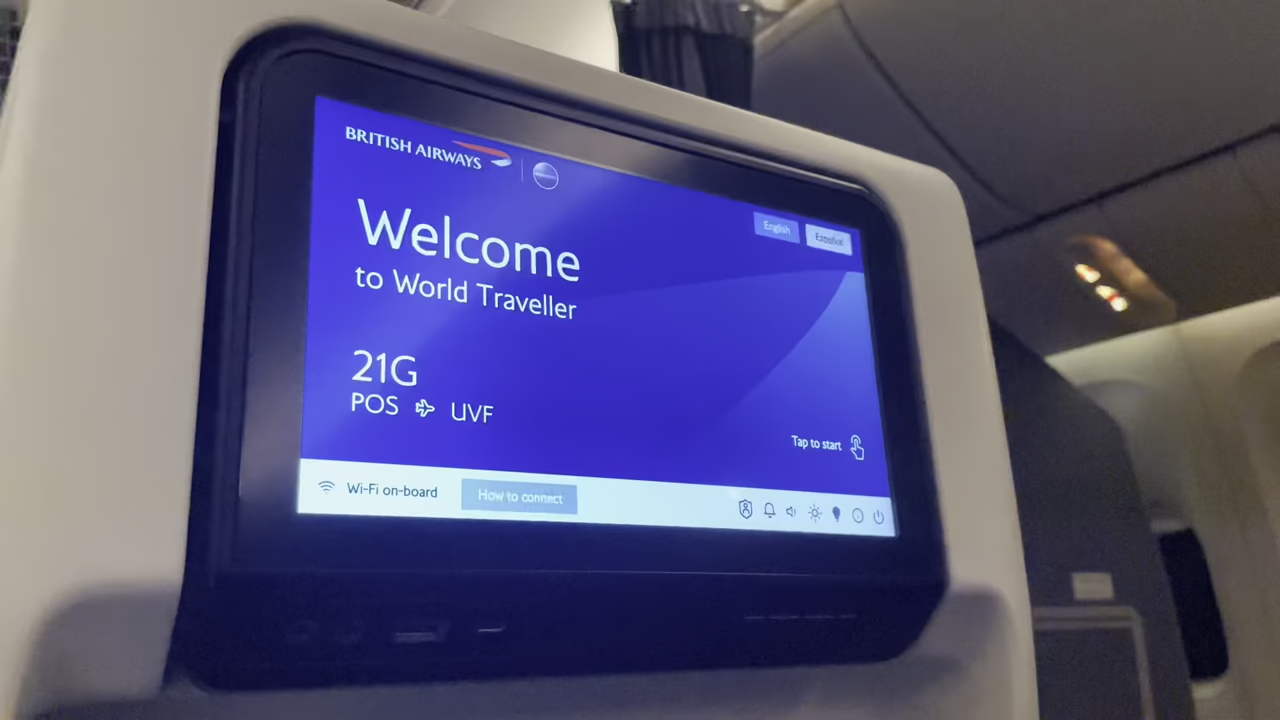 BRITISH AIRWAYS
English
Español
Welcome
to World Traveller
21G
POS UVF
Tap to start
Wi-Fi on-board
How to connect